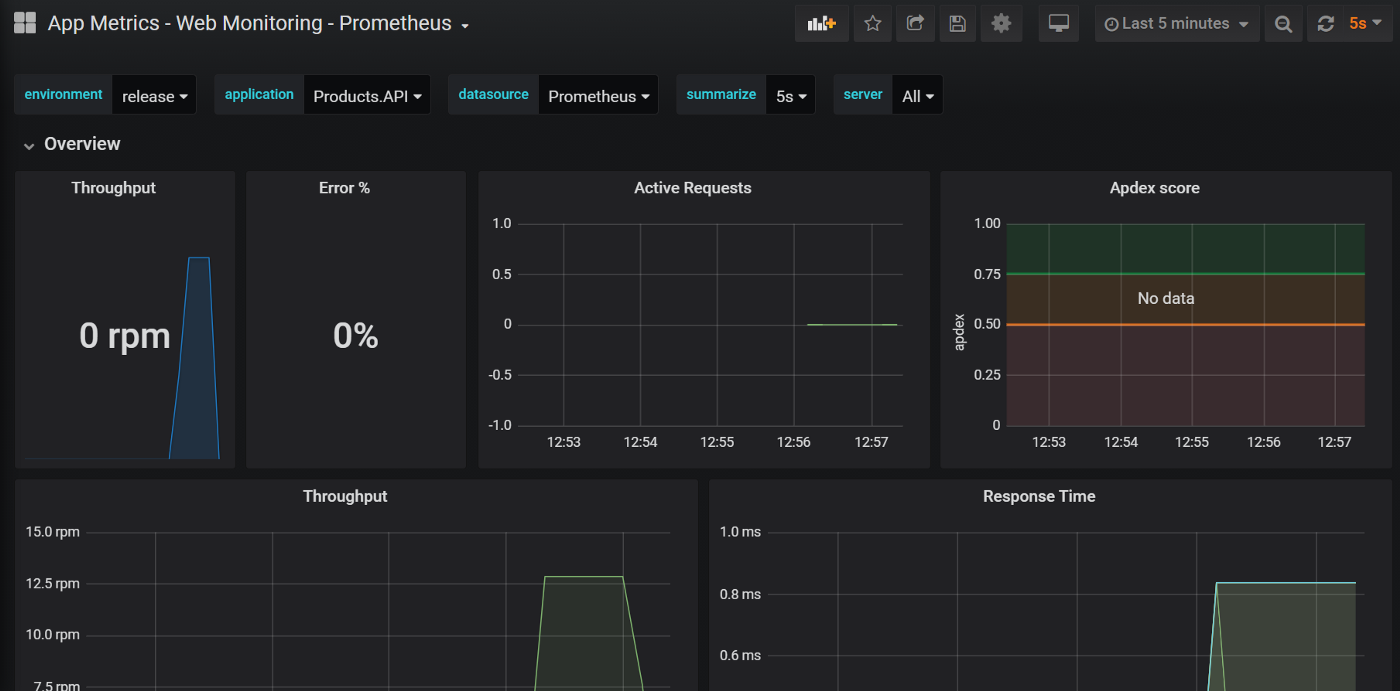 App Metrics - Web Monitoring - Prometheus
Last 5 minutes
5s
environment release
application Products.API
datasource Prometheus
summarize 5s
server All
Overview
Throughput
0 rpm
Error %
0%
Active Requests
1.0
0.5
0
-0.5
-1.0
12:53 12:54 12:55 12:56 12:57
Apdex score
apdex
1.00
0.75
0.50
0.25
0
No data
12:53 12:54 12:55 12:56 12:57
Throughput
15.0 rpm
12.5 rpm
10.0 rpm
7.5 rpm
Response Time
1.0 ms
0.8 ms
0.6 ms